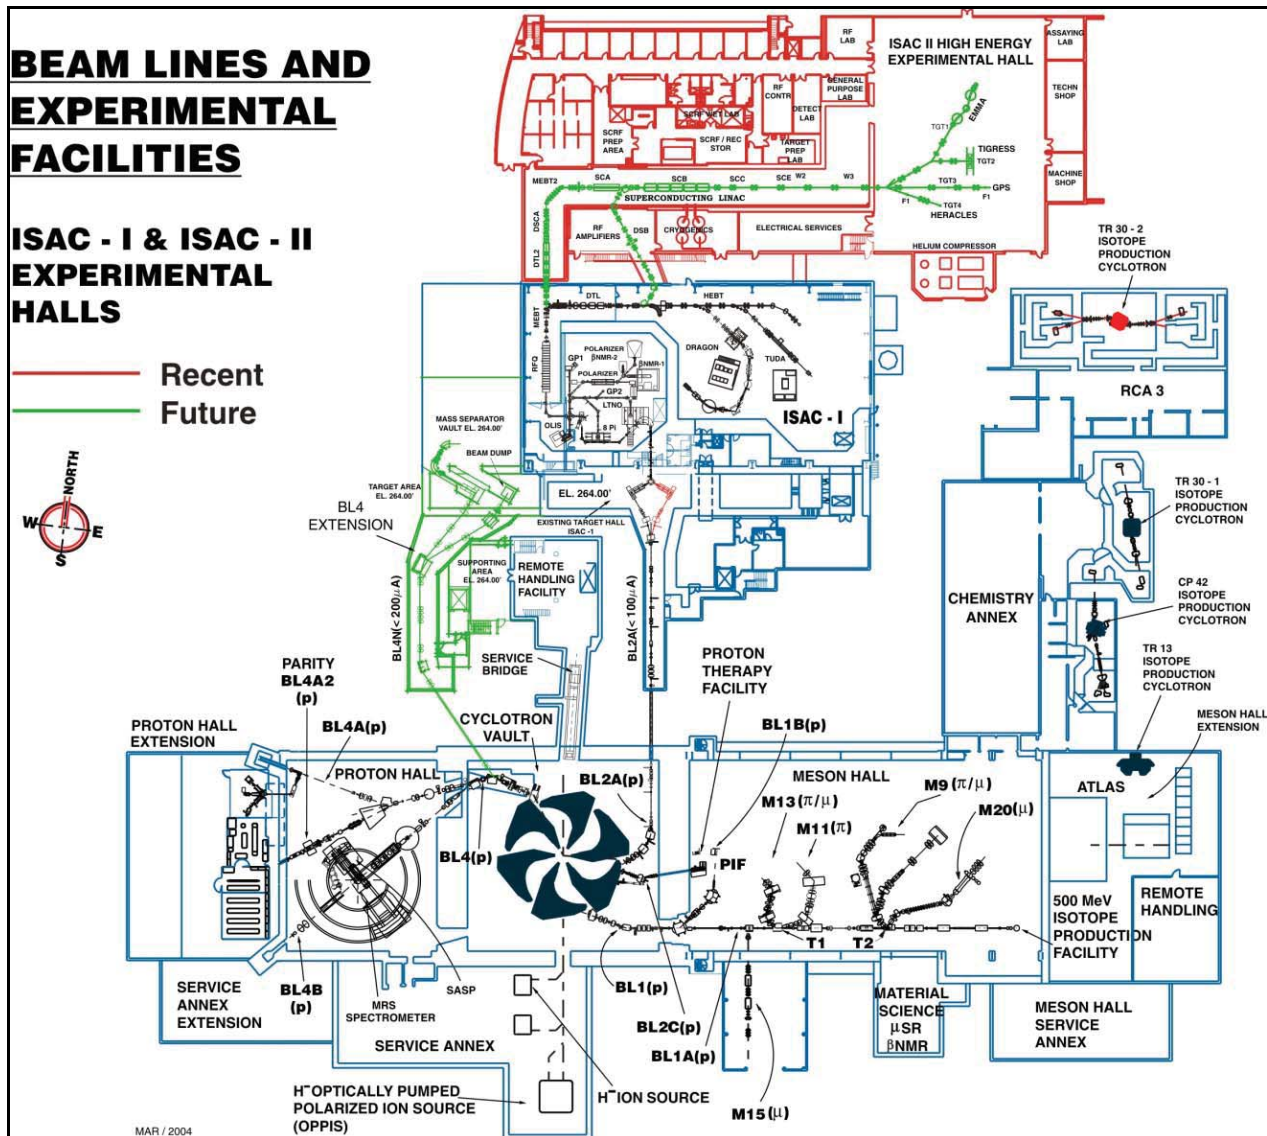 BEAM LINES AND
EXPERIMENTAL
FACILITIES
ISAC - I & ISAC - II
EXPERIMENTAL
HALLS
Recent
Future
NORTH
W
E
S
RF
LAB
ISAC II HIGH ENERGY
EXPERIMENTAL HALL
ASSAYING
LAB
RF
CONTR
GENERAL
PURPOSE
LAB
TECHN
SHOP
EMMA
DETECT
LAB
SCRF WET LAB
TGT1
SCRF
PREP
AREA
SCRF / REC
STOR
TARGET
PREP
LAB
TIGRESS
TGT2
MACHINE
SHOP
MEBT2
SCA
SCB
SCC
SCE
W2
W3
TGT3
GPS
F1
F1
TGT4
HERACLES
SUPERCONDUCTING LINAC
DSCA
DTL2
RF
AMPLIFIERS
DSB
CRYOGENICS
ELECTRICAL SERVICES
HELIUM COMPRESSOR
TR 30 - 2
ISOTOPE
PRODUCTION
CYCLOTRON
MEBT
DTL
HEBT
RFQ
POLARIZER
βNMR-2
GP1
βNMR-1
POLARIZER
DRAGON
TUDA
GP2
LTNO
OLIS
8 PI
ISAC - I
RCA 3
MASS SEPARATOR
VAULT EL. 264.00'
BEAM DUMP
TARGET AREA
EL. 264.00'
BL4
EXTENSION
EL. 264.00'
EXISTING TARGET HALL
ISAC -1
TR 30 - 1
ISOTOPE
PRODUCTION
CYCLOTRON
SUPPORTING
AREA
EL. 264.00'
REMOTE
HANDLING
FACILITY
BL4N(< 200μA)
BL2A(< 100μA)
CHEMISTRY
ANNEX
CP 42
ISOTOPE
PRODUCTION
CYCLOTRON
SERVICE
BRIDGE
PROTON
THERAPY
FACILITY
TR 13
ISOTOPE
PRODUCTION
CYCLOTRON
PARITY
BL4A2
(p)
PROTON HALL
EXTENSION
BL4A(p)
CYCLOTRON
VAULT
BL1B(p)
MESON HALL
EXTENSION
PROTON HALL
BL2A(p)
MESON HALL
M9(π/μ)
M13(π/μ)
M20(μ)
M11(π)
ATLAS
BL4(p)
PIF
500 MeV
ISOTOPE
PRODUCTION
FACILITY
REMOTE
HANDLING
T1
T2
SERVICE
ANNEX
EXTENSION
BL4B
(p)
SASP
MRS
SPECTROMETER
BL1(p)
BL2C(p)
BL1A(p)
MATERIAL
SCIENCE
μSR
βNMR
MESON HALL
SERVICE
ANNEX
SERVICE ANNEX
H⁻OPTICALLY PUMPED
POLARIZED ION SOURCE
(OPPIS)
H⁻ION SOURCE
M15(μ)
MAR / 2004